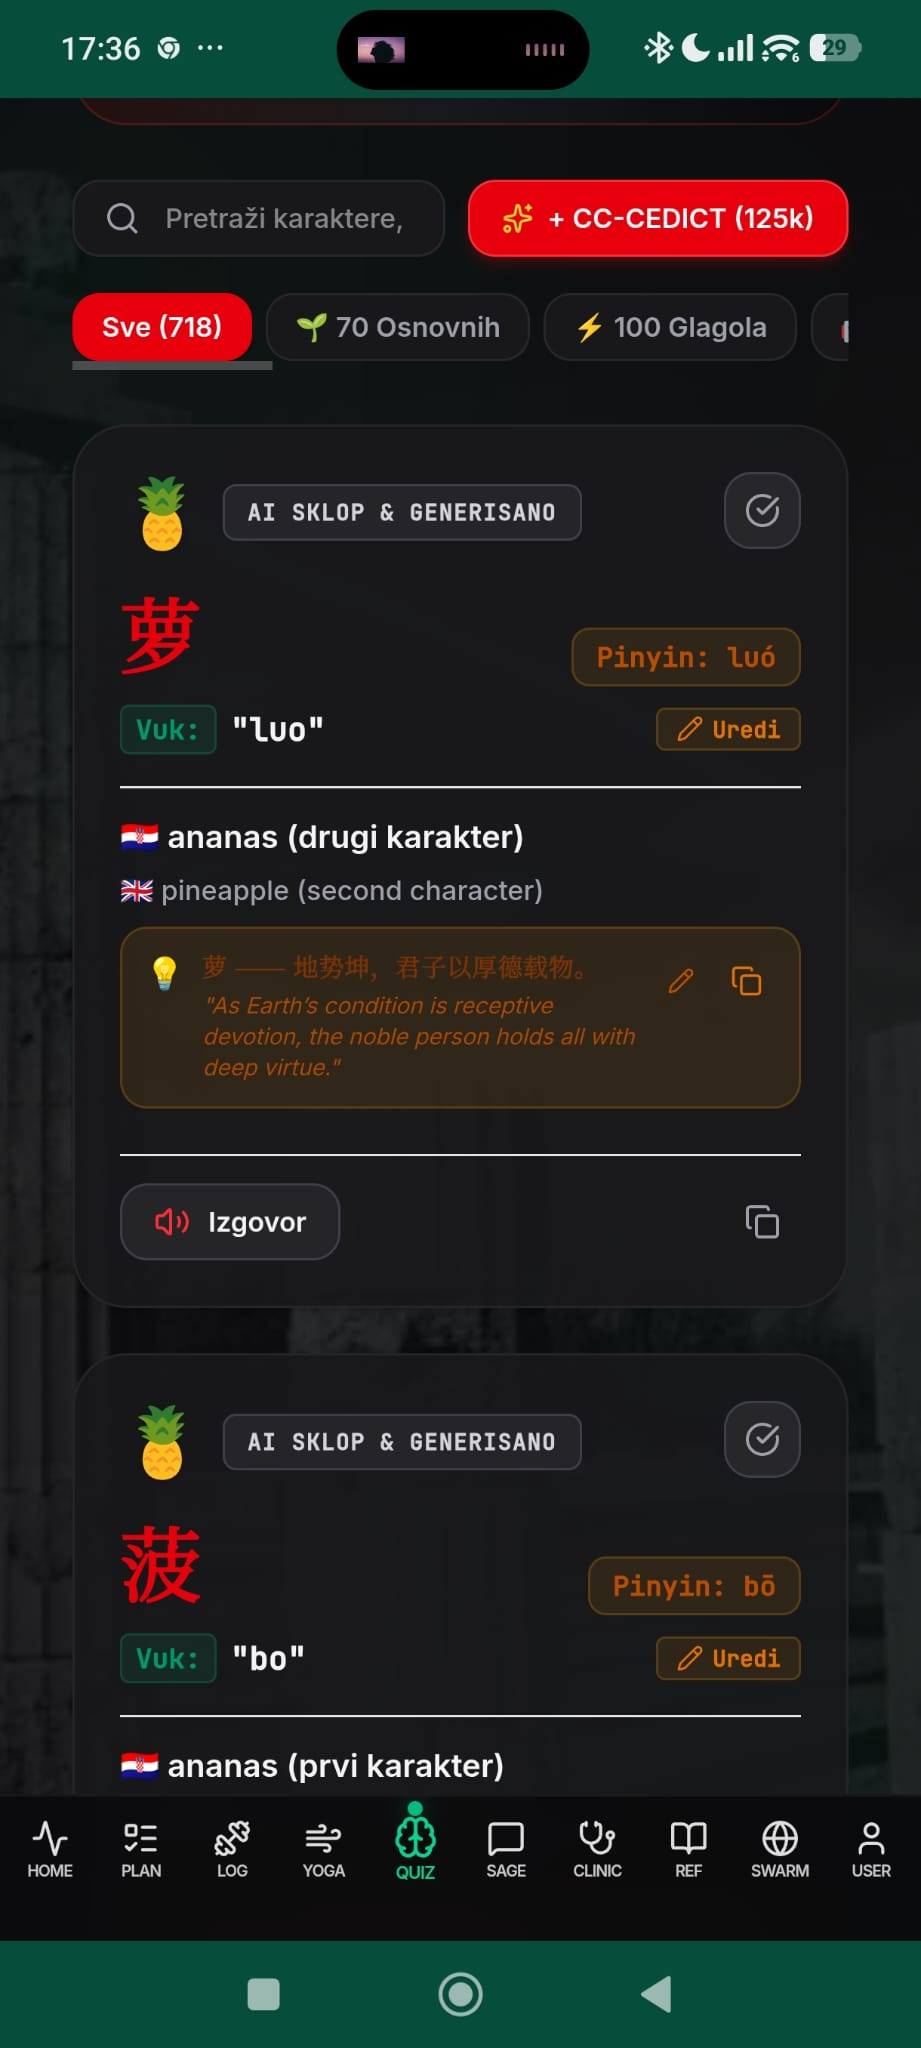 17:36
29
Pretraži karaktere,
+ CC-CEDICT (125k)
Sve (718)
70 Osnovnih
100 Glagola
AI SKLOP & GENERISANO
萝
Pinyin: luó
Vuk: "luo"
Uredi
ananas (drugi karakter)
pineapple (second character)
萝 —— 地势坤，君子以厚德载物。
"As Earth's condition is receptive
devotion, the noble person holds all with
deep virtue."
Izgovor
AI SKLOP & GENERISANO
菠
Pinyin: bō
Vuk: "bo"
Uredi
ananas (prvi karakter)
HOME PLAN LOG YOGA QUIZ SAGE CLINIC REF SWARM USER